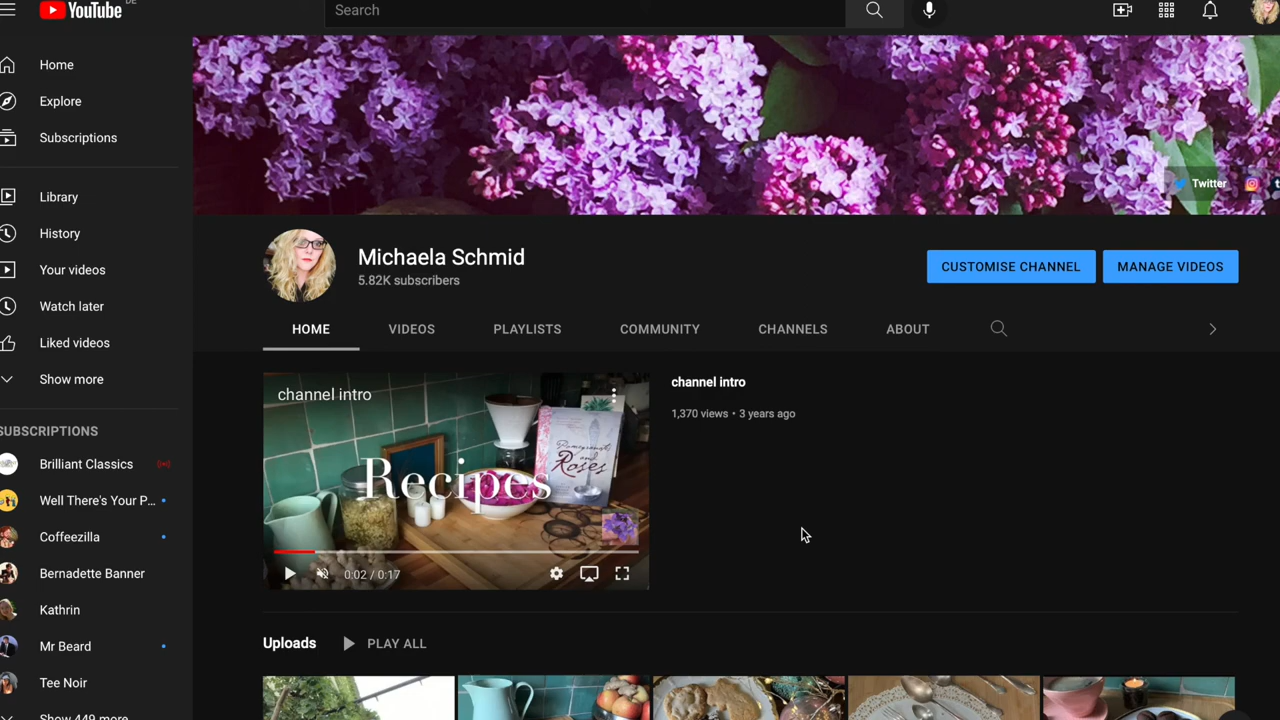 YouTube DE
Search
Home
Explore
Subscriptions
Library
History
Your videos
Watch later
Liked videos
Show more
SUBSCRIPTIONS
Brilliant Classics
Well There's Your P...
Coffeezilla
Bernadette Banner
Kathrin
Mr Beard
Tee Noir
Show 449 more
Twitter
Michaela Schmid
5.82K subscribers
CUSTOMISE CHANNEL
MANAGE VIDEOS
HOME
VIDEOS
PLAYLISTS
COMMUNITY
CHANNELS
ABOUT
channel intro
Pomegranates
and
Roses
Recipes
0:02 / 0:17
channel intro
1,370 views • 3 years ago
Uploads
PLAY ALL